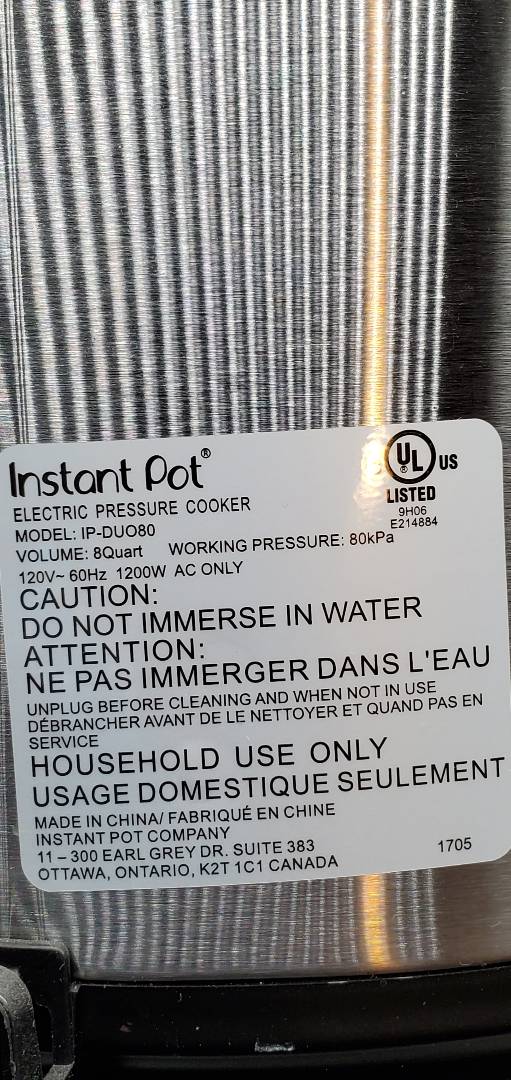 Instant Pot®
UL® US
LISTED
9H06
E214884
ELECTRIC PRESSURE COOKER
MODEL: IP-DUO80
VOLUME: 8Quart WORKING PRESSURE: 80kPa
120V~ 60Hz 1200W AC ONLY
CAUTION:
DO NOT IMMERSE IN WATER
ATTENTION:
NE PAS IMMERGER DANS L'EAU
UNPLUG BEFORE CLEANING AND WHEN NOT IN USE
DÉBRANCHER AVANT DE LE NETTOYER ET QUAND PAS EN
SERVICE
HOUSEHOLD USE ONLY
USAGE DOMESTIQUE SEULEMENT
MADE IN CHINA/ FABRIQUÉ EN CHINE
INSTANT POT COMPANY
11 – 300 EARL GREY DR. SUITE 383
OTTAWA, ONTARIO, K2T 1C1 CANADA
1705